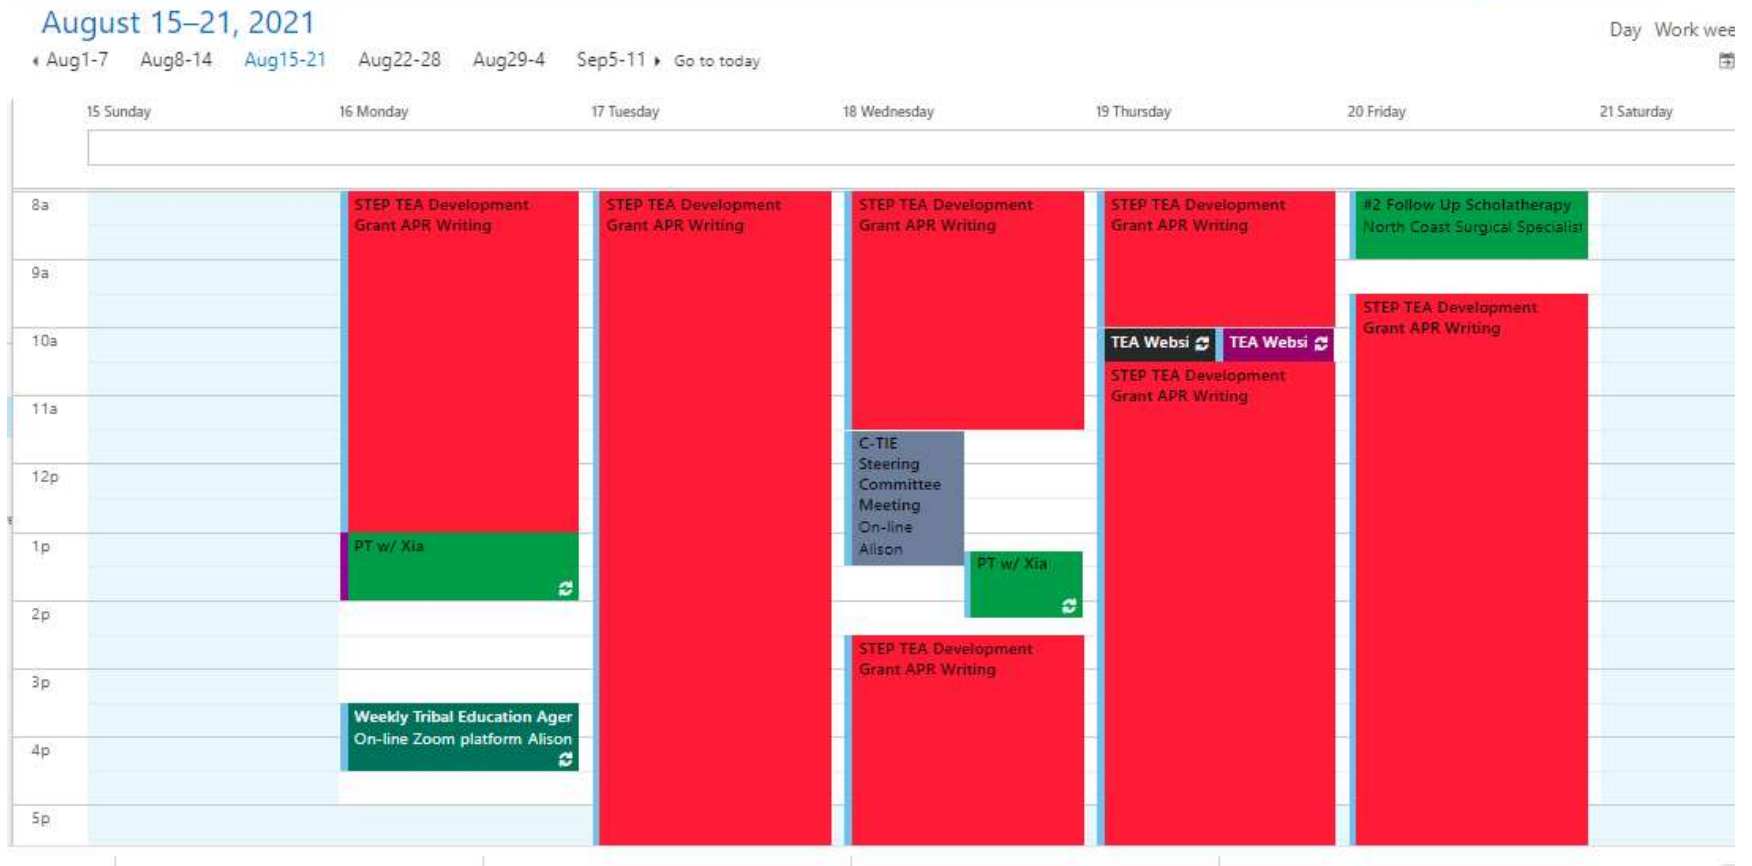 August 15–21, 2021
Day Work wee
Aug1-7 Aug8-14 Aug15-21 Aug22-28 Aug29-4 Sep5-11 Go to today
15 Sunday 16 Monday 17 Tuesday 18 Wednesday 19 Thursday 20 Friday 21 Saturday
8a
9a
10a
11a
12p
1p
2p
3p
4p
5p
STEP TEA Development
Grant APR Writing
PT w/ Xia
Weekly Tribal Education Ager
On-line Zoom platform Alison
STEP TEA Development
Grant APR Writing
STEP TEA Development
Grant APR Writing
C-TIE
Steering
Committee
Meeting
On-line
Alison
PT w/ Xia
STEP TEA Development
Grant APR Writing
STEP TEA Development
Grant APR Writing
TEA Websi
TEA Websi
STEP TEA Development
Grant APR Writing
#2 Follow Up Scholatherapy
North Coast Surgical Specialist
STEP TEA Development
Grant APR Writing